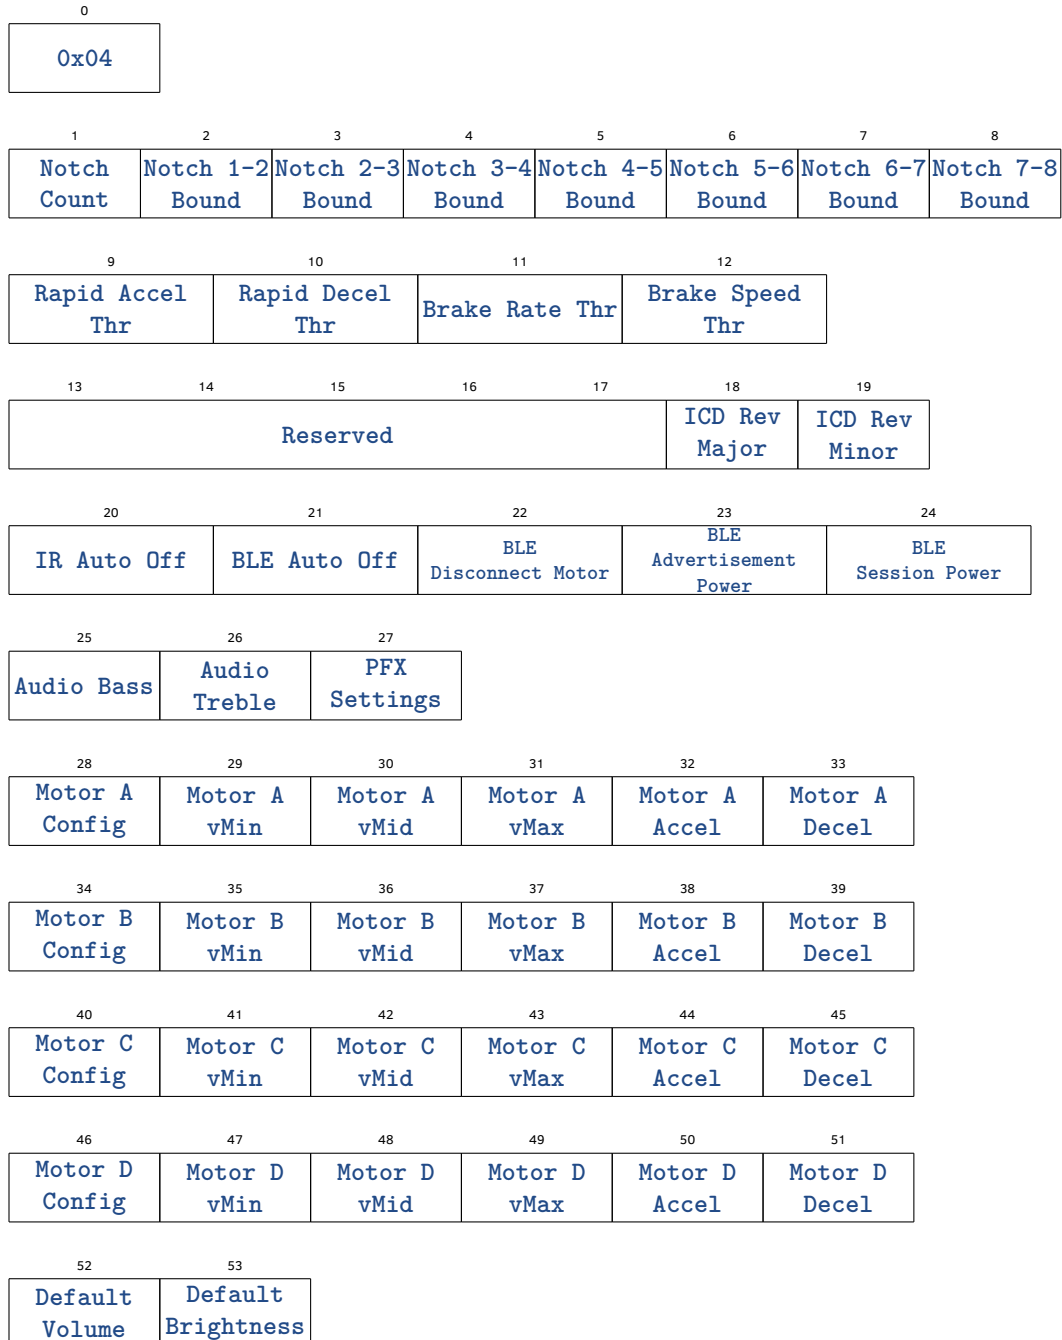 0
0x04
1 2 3 4 5 6 7 8
Notch Notch 1-2 Notch 2-3 Notch 3-4 Notch 4-5 Notch 5-6 Notch 6-7 Notch 7-8
Count Bound Bound Bound Bound Bound Bound Bound
9 10 11 12
Rapid Accel Thr Rapid Decel Thr Brake Rate Thr Brake Speed Thr
13 14 15 16 17 18 19
Reserved ICD Rev Major ICD Rev Minor
20 21 22 23 24
IR Auto Off BLE Auto Off BLE Disconnect Motor BLE Advertisement Power BLE Session Power
25 26 27
Audio Bass Audio Treble PFX Settings
28 29 30 31 32 33
Motor A Motor A Motor A Motor A Motor A Motor A
Config vMin vMid vMax Accel Decel
34 35 36 37 38 39
Motor B Motor B Motor B Motor B Motor B Motor B
Config vMin vMid vMax Accel Decel
40 41 42 43 44 45
Motor C Motor C Motor C Motor C Motor C Motor C
Config vMin vMid vMax Accel Decel
46 47 48 49 50 51
Motor D Motor D Motor D Motor D Motor D Motor D
Config vMin vMid vMax Accel Decel
52 53
Default Default
Volume Brightness